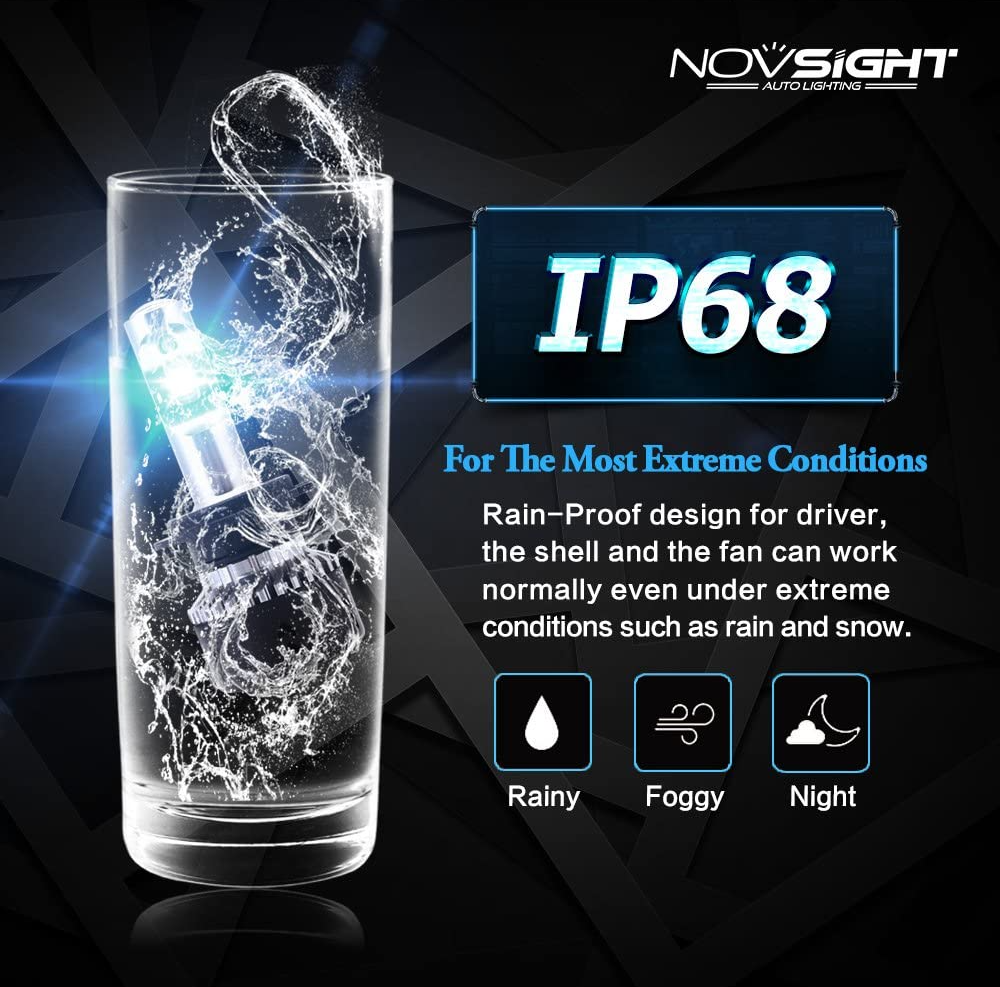 NOVSIGHT
AUTO LIGHTING
IP68
For The Most Extreme Conditions
Rain-Proof design for driver,
the shell and the fan can work
normally even under extreme
conditions such as rain and snow.
Rainy Foggy Night